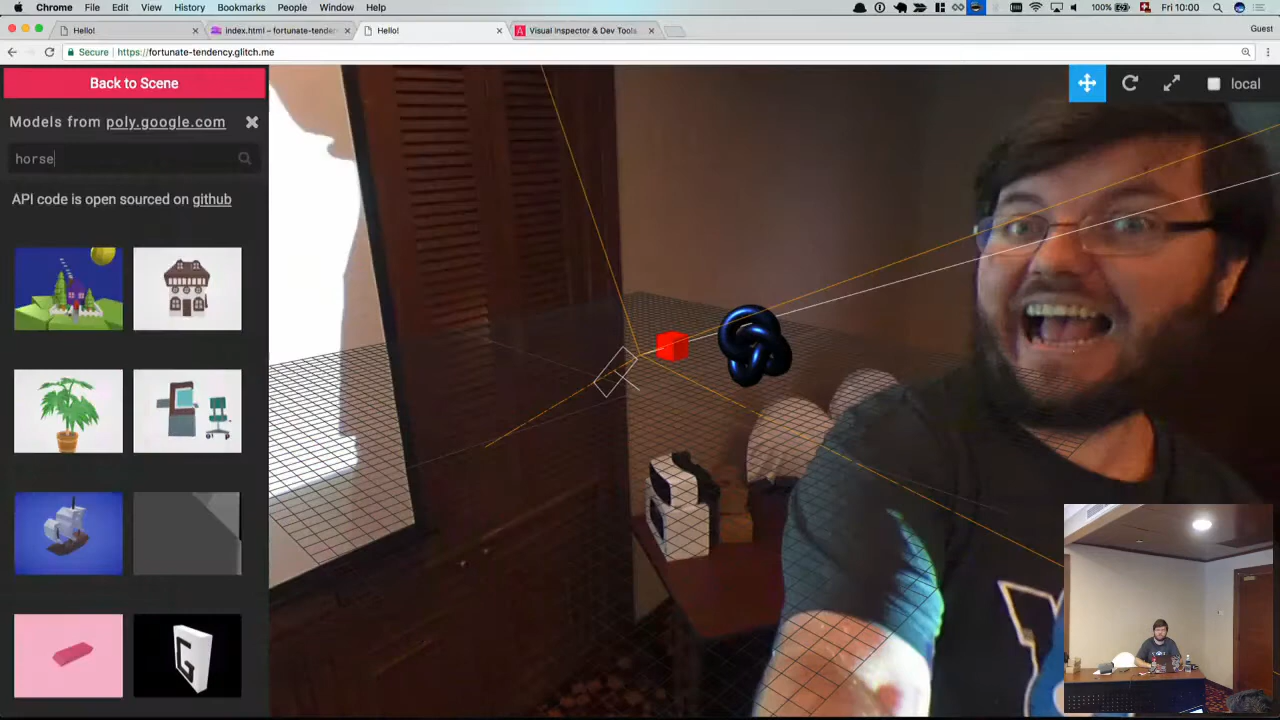 Chrome File Edit View History Bookmarks People Window Help
100% Fri 10:00
Hello!
index.html – fortunate-tenden
Hello!
Visual Inspector & Dev Tools
Guest
Secure https://fortunate-tendency.glitch.me
Back to Scene
local
Models from poly.google.com
horse
API code is open sourced on github
G